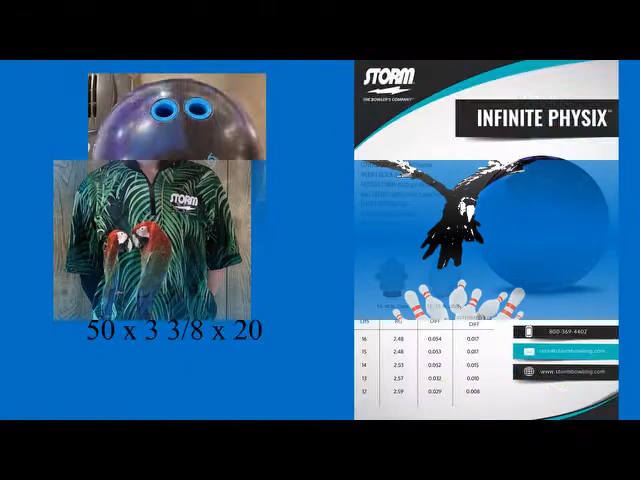 STORM
THE BOWLER'S COMPANY
INFINITE PHYSIX
STORM
50 x 3 3/8 x 20
LBS RG DIFF DIFF
16 2.48 0.054 0.017
15 2.48 0.053 0.017
14 2.53 0.052 0.015
13 2.57 0.032 0.010
12 2.59 0.029 0.008
800-369-4402
www.stormbowling.com